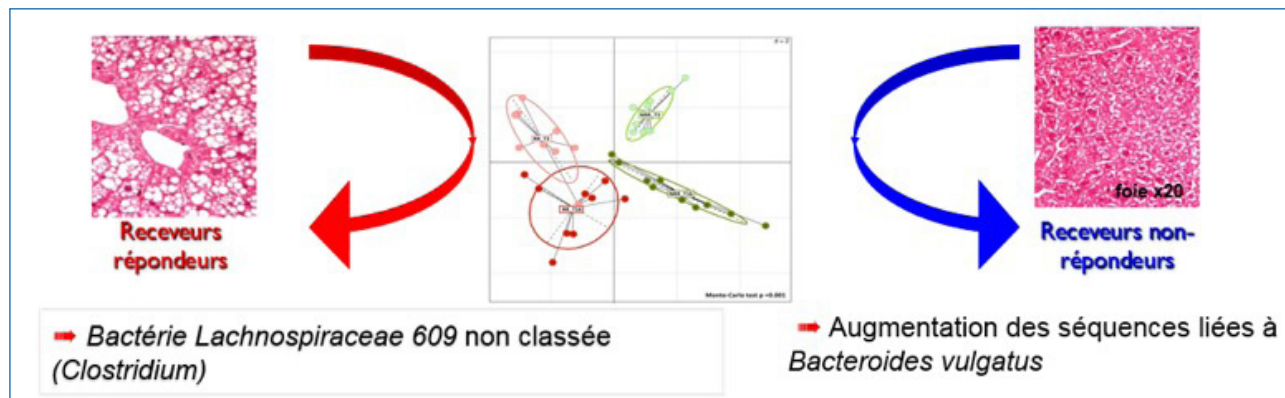 d = 2
foie x20
Receveurs
répondeurs
Receveurs non-
répondeurs
Monte-Carlo test p <0.001
➡ Bactérie Lachnospiraceae 609 non classée
(Clostridium)
➡ Augmentation des séquences liées à
Bacteroides vulgatus